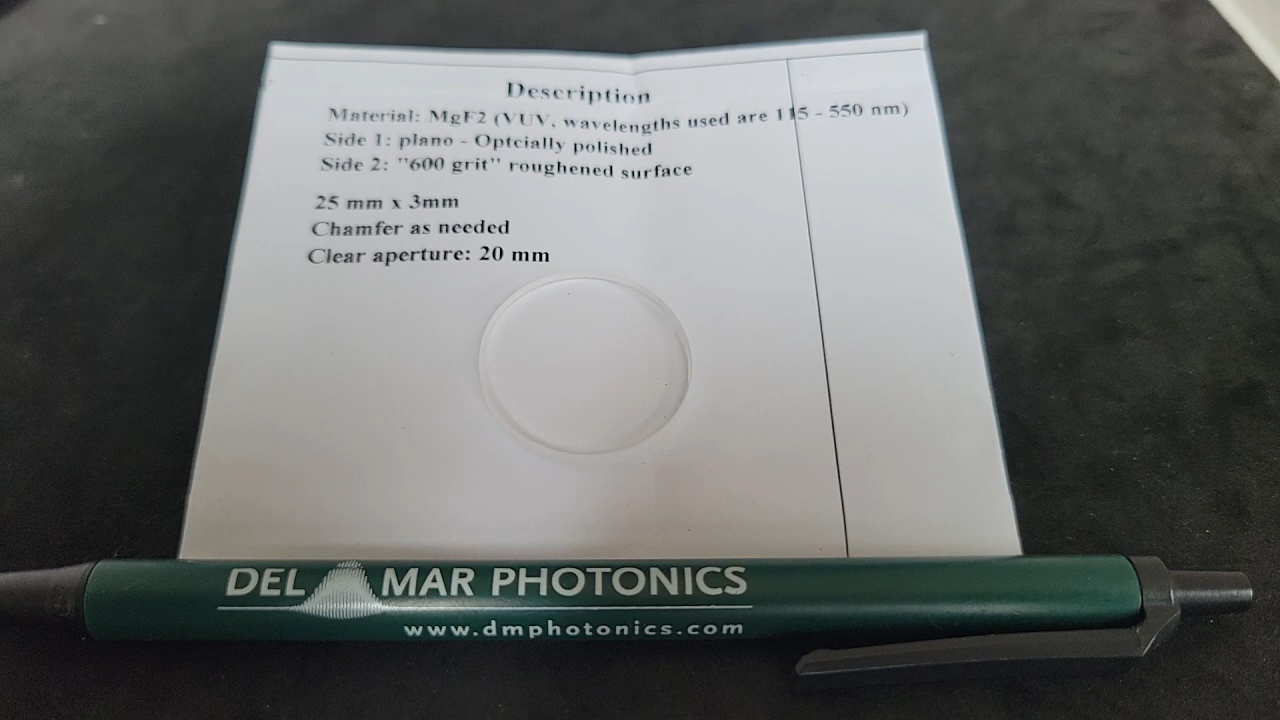 Description
Material: MgF2 (VUV, wavelengths used are 115 - 550 nm)
Side 1: plano - Optcially polished
Side 2: "600 grit" roughened surface
25 mm x 3mm
Chamfer as needed
Clear aperture: 20 mm
DEL MAR PHOTONICS
www.dmphotonics.com